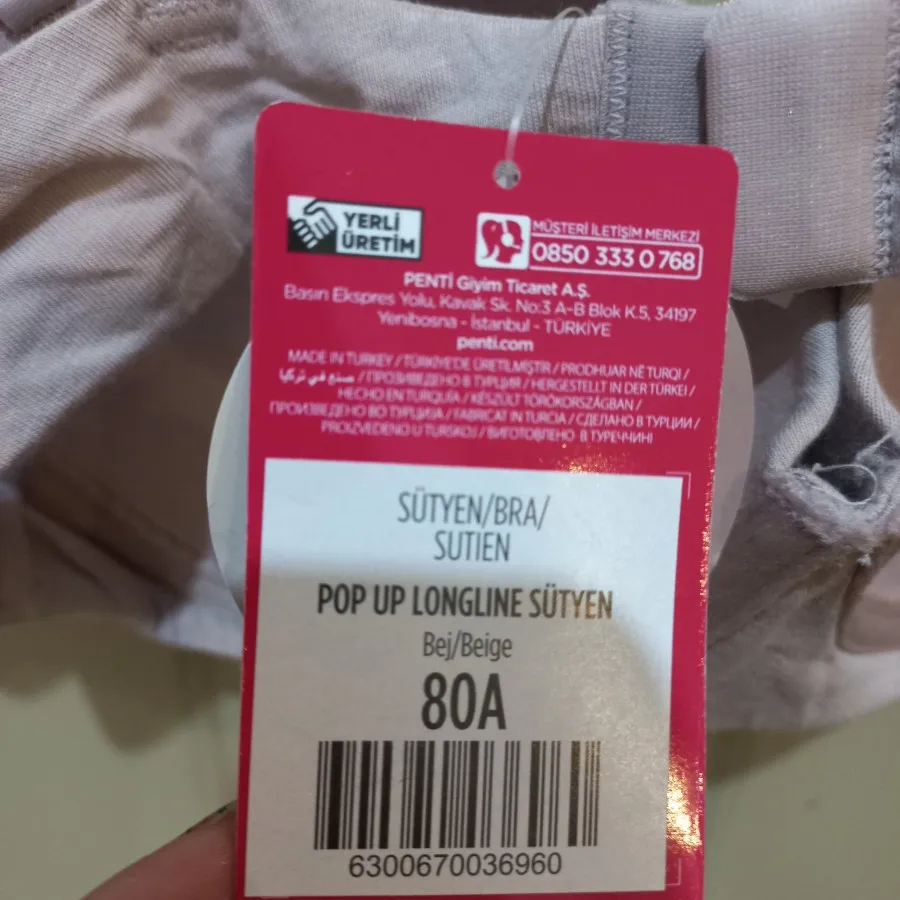 YERLİ
ÜRETİM
MÜŞTERİ İLETİŞİM MERKEZİ
0850 333 0 768
PENTİ Giyim Ticaret A.Ş.
Basın Ekspres Yolu, Kavak Sk. No:3 A-B Blok K.5, 34197
Yenibosna - İstanbul - TÜRKİYE
penti.com
MADE IN TURKEY / TÜRKİYE'DE ÜRETİLMİŞTİR / PRODHUAR NË TURQI /
صنع في تركيا / ПРОИЗВЕДЕНО В ТУРЦИЯ / HERGESTELLT IN DER TÜRKEI /
HECHO EN TURQUÍA / KÉSZÜLT TÖRÖKORSZÁGBAN /
ПРОИЗВЕДЕНО ВО ТУРЦИЈА / FABRICAT IN TURCIA / СДЕЛАНО В ТУРЦИИ /
PROIZVEDENO U TURSKOJ / ВИГОТОВЛЕНО В ТУРЕЧЧИНІ
SÜTYEN/BRA/
SUTIEN
POP UP LONGLINE SÜTYEN
Bej/Beige
80A
6300670036960